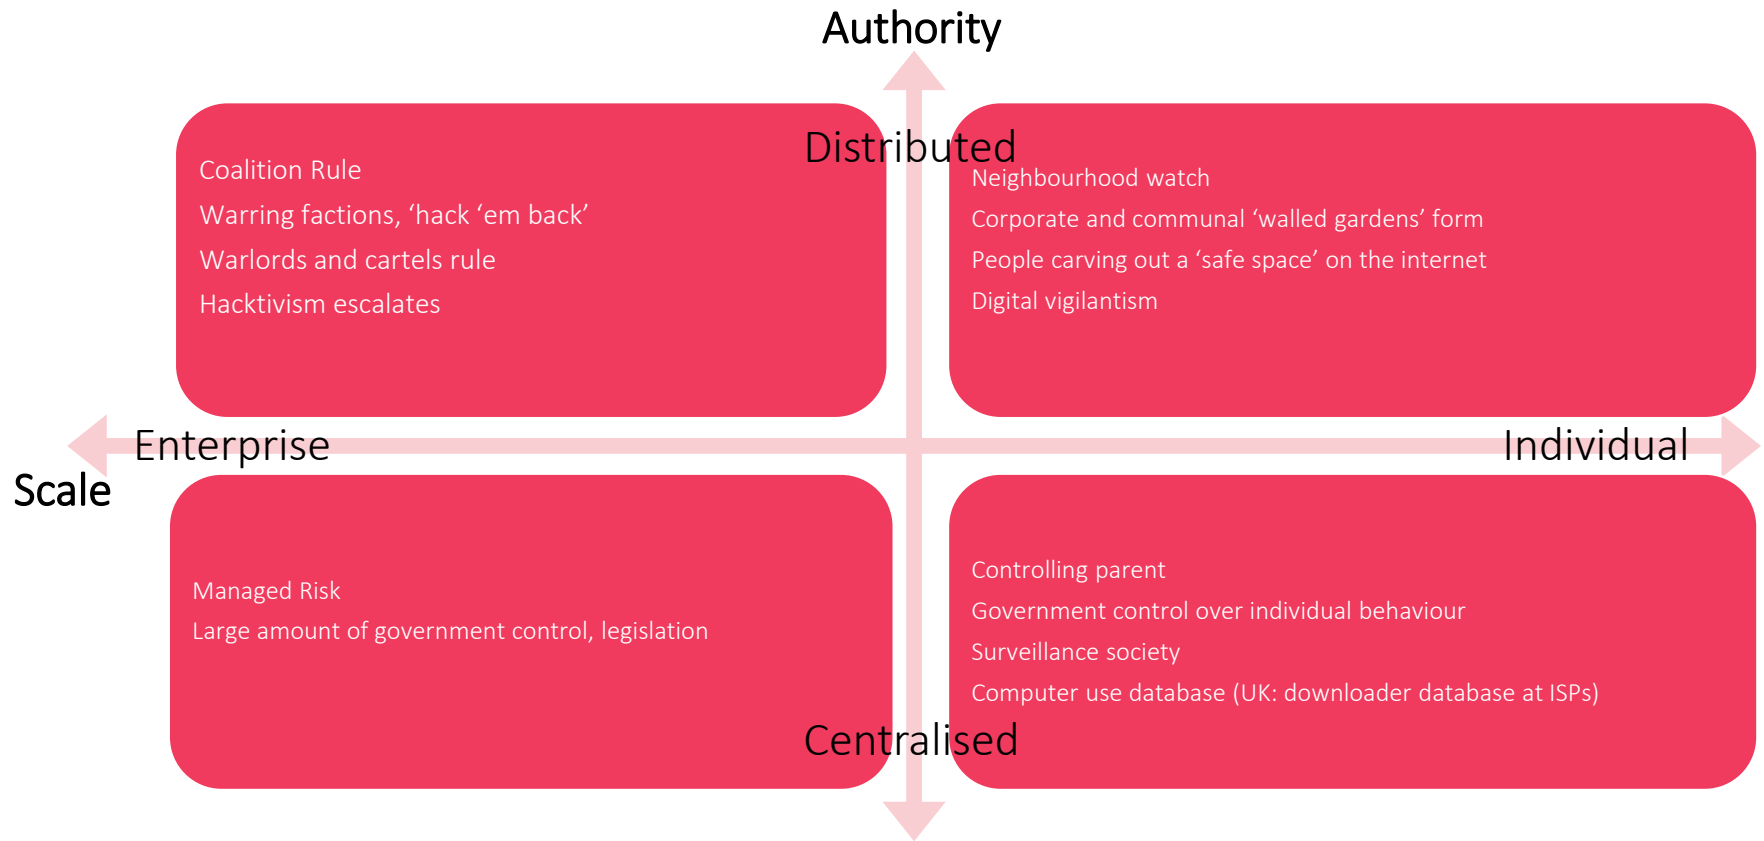 Authority
Distributed
Coalition Rule
Warring factions, ‘hack ‘em back’
Warlords and cartels rule
Hacktivism escalates
Neighbourhood watch
Corporate and communal ‘walled gardens’ form
People carving out a ‘safe space’ on the internet
Digital vigilantism
Enterprise
Individual
Scale
Managed Risk
Large amount of government control, legislation
Controlling parent
Government control over individual behaviour
Surveillance society
Computer use database (UK: downloader database at ISPs)
Centralised